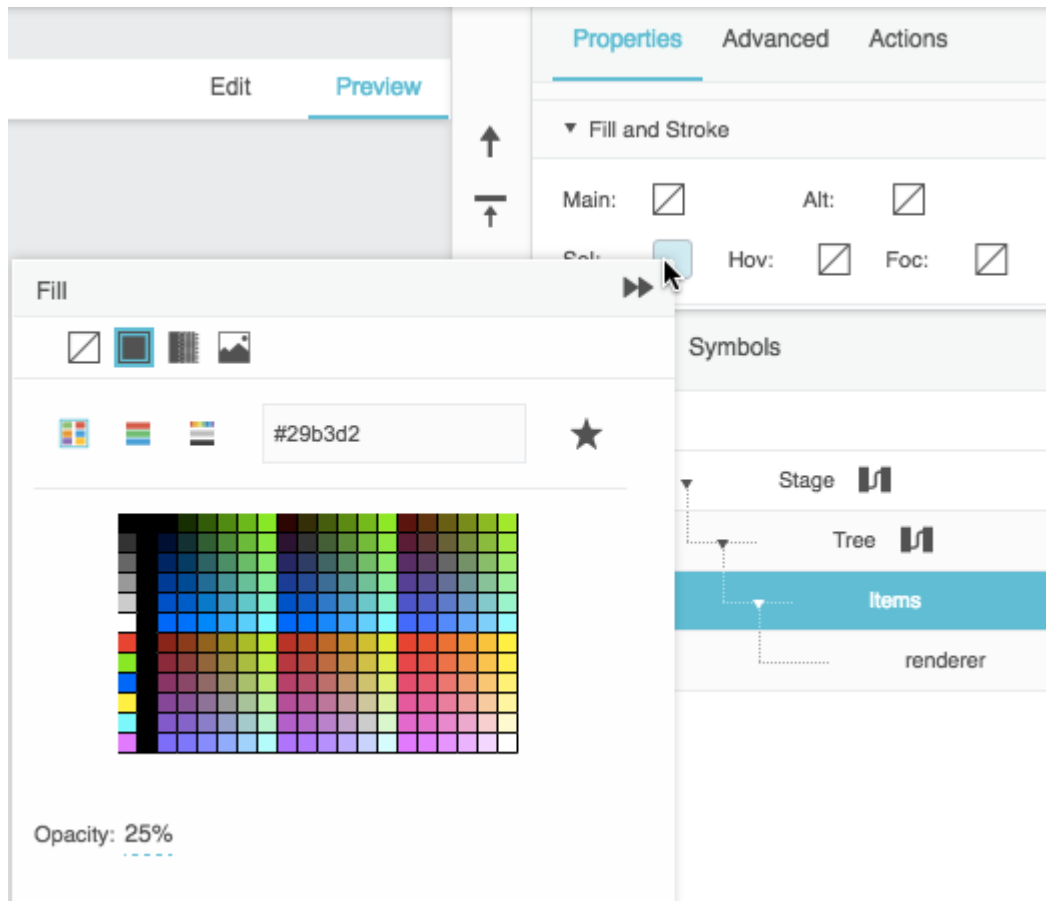 Properties Advanced Actions
Edit Preview
Fill and Stroke
Main: Alt:
Sel: Hov: Foc:
Fill
Symbols
#29b3d2
Stage
Tree
Items
renderer
Opacity: 25%